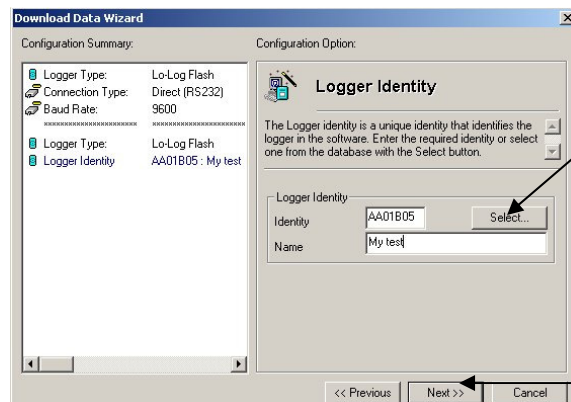 Download Data Wizard
Configuration Summary:
Logger Type: Lo-Log Flash
Connection Type: Direct (RS232)
Baud Rate: 9600
xxxxxxxxxxxxxxxxxxxx xxxxxxxxxxxxxxxxxxxxxxxx
Logger Type: Lo-Log Flash
Logger Identity AA01B05 : My test
Configuration Option:
Logger Identity
The Logger identity is a unique identity that identifies the
logger in the software. Enter the required identity or select
one from the database with the Select button.
Logger Identity
Identity AA01B05 Select...
Name My test
<< Previous Next >> Cancel